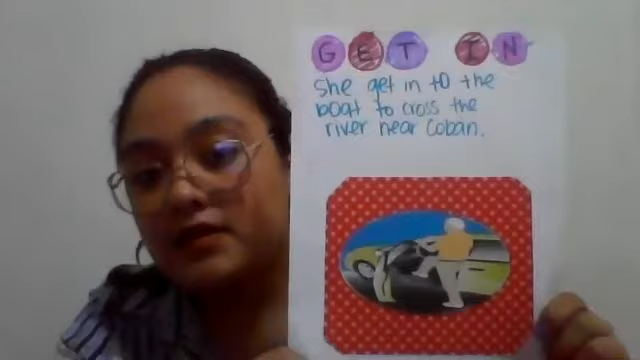 GET IN
She get in to the
boat to cross the
river near Coban.